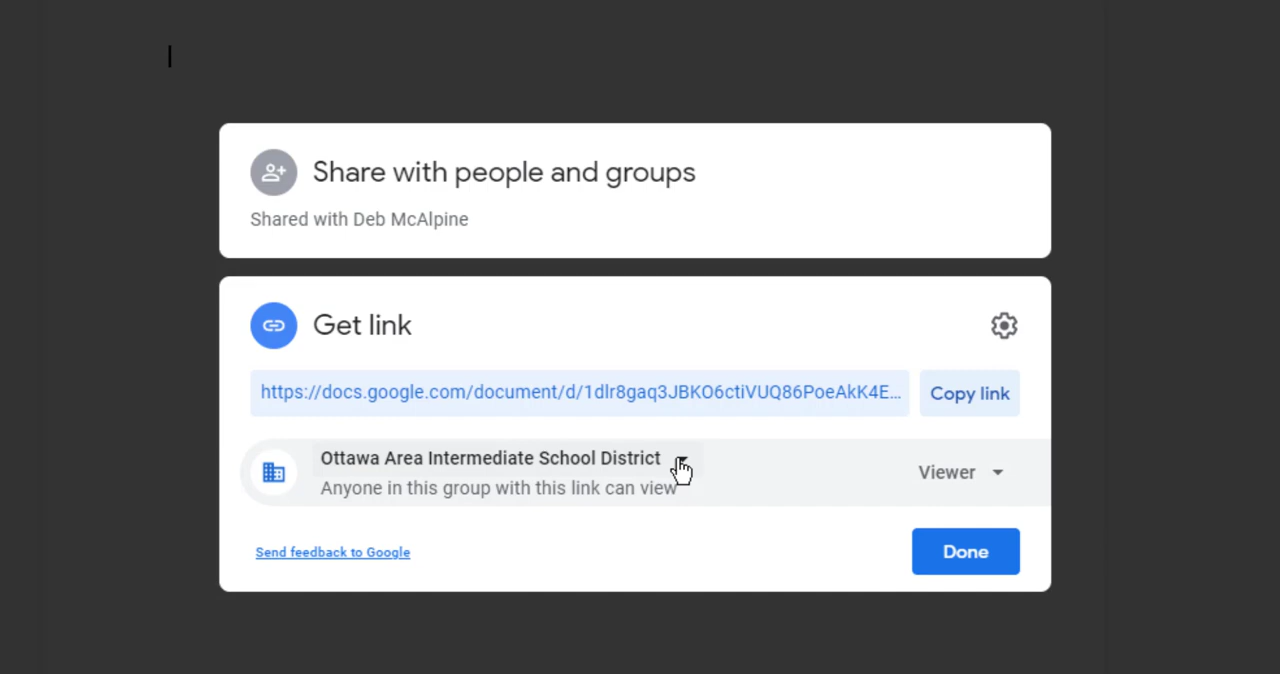 Share with people and groups
Shared with Deb McAlpine
Get link
https://docs.google.com/document/d/1dlr8gaq3JBKO6ctiVUQ86PoeAkK4E...
Copy link
Ottawa Area Intermediate School District
Anyone in this group with this link can view
Viewer
Send feedback to Google
Done